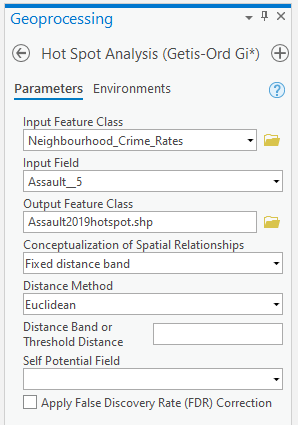 Geoprocessing
Hot Spot Analysis (Getis-Ord Gi*)
Parameters Environments
Input Feature Class
Neighbourhood_Crime_Rates
Input Field
Assault__5
Output Feature Class
Assault2019hotspot.shp
Conceptualization of Spatial Relationships
Fixed distance band
Distance Method
Euclidean
Distance Band or
Threshold Distance
Self Potential Field
Apply False Discovery Rate (FDR) Correction